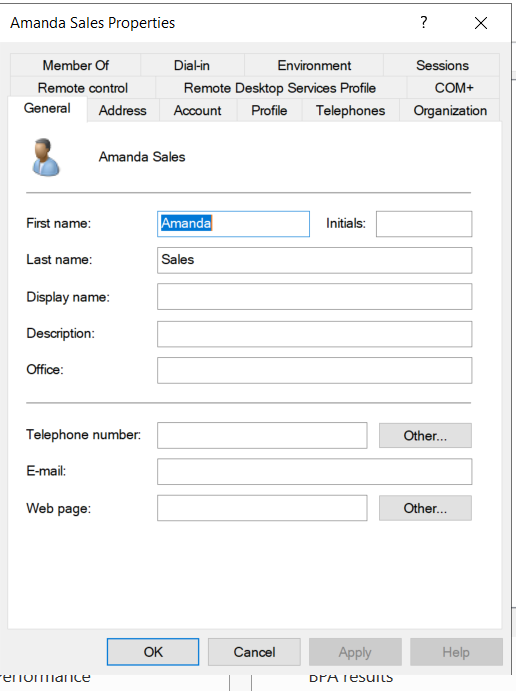 Amanda Sales Properties
?
Member Of Dial-in Environment Sessions
Remote control Remote Desktop Services Profile COM+
General Address Account Profile Telephones Organization
Amanda Sales
First name: Amanda Initials:
Last name: Sales
Display name:
Description:
Office:
Telephone number: Other...
E-mail:
Web page: Other...
OK Cancel Apply Help
erformance BPA results